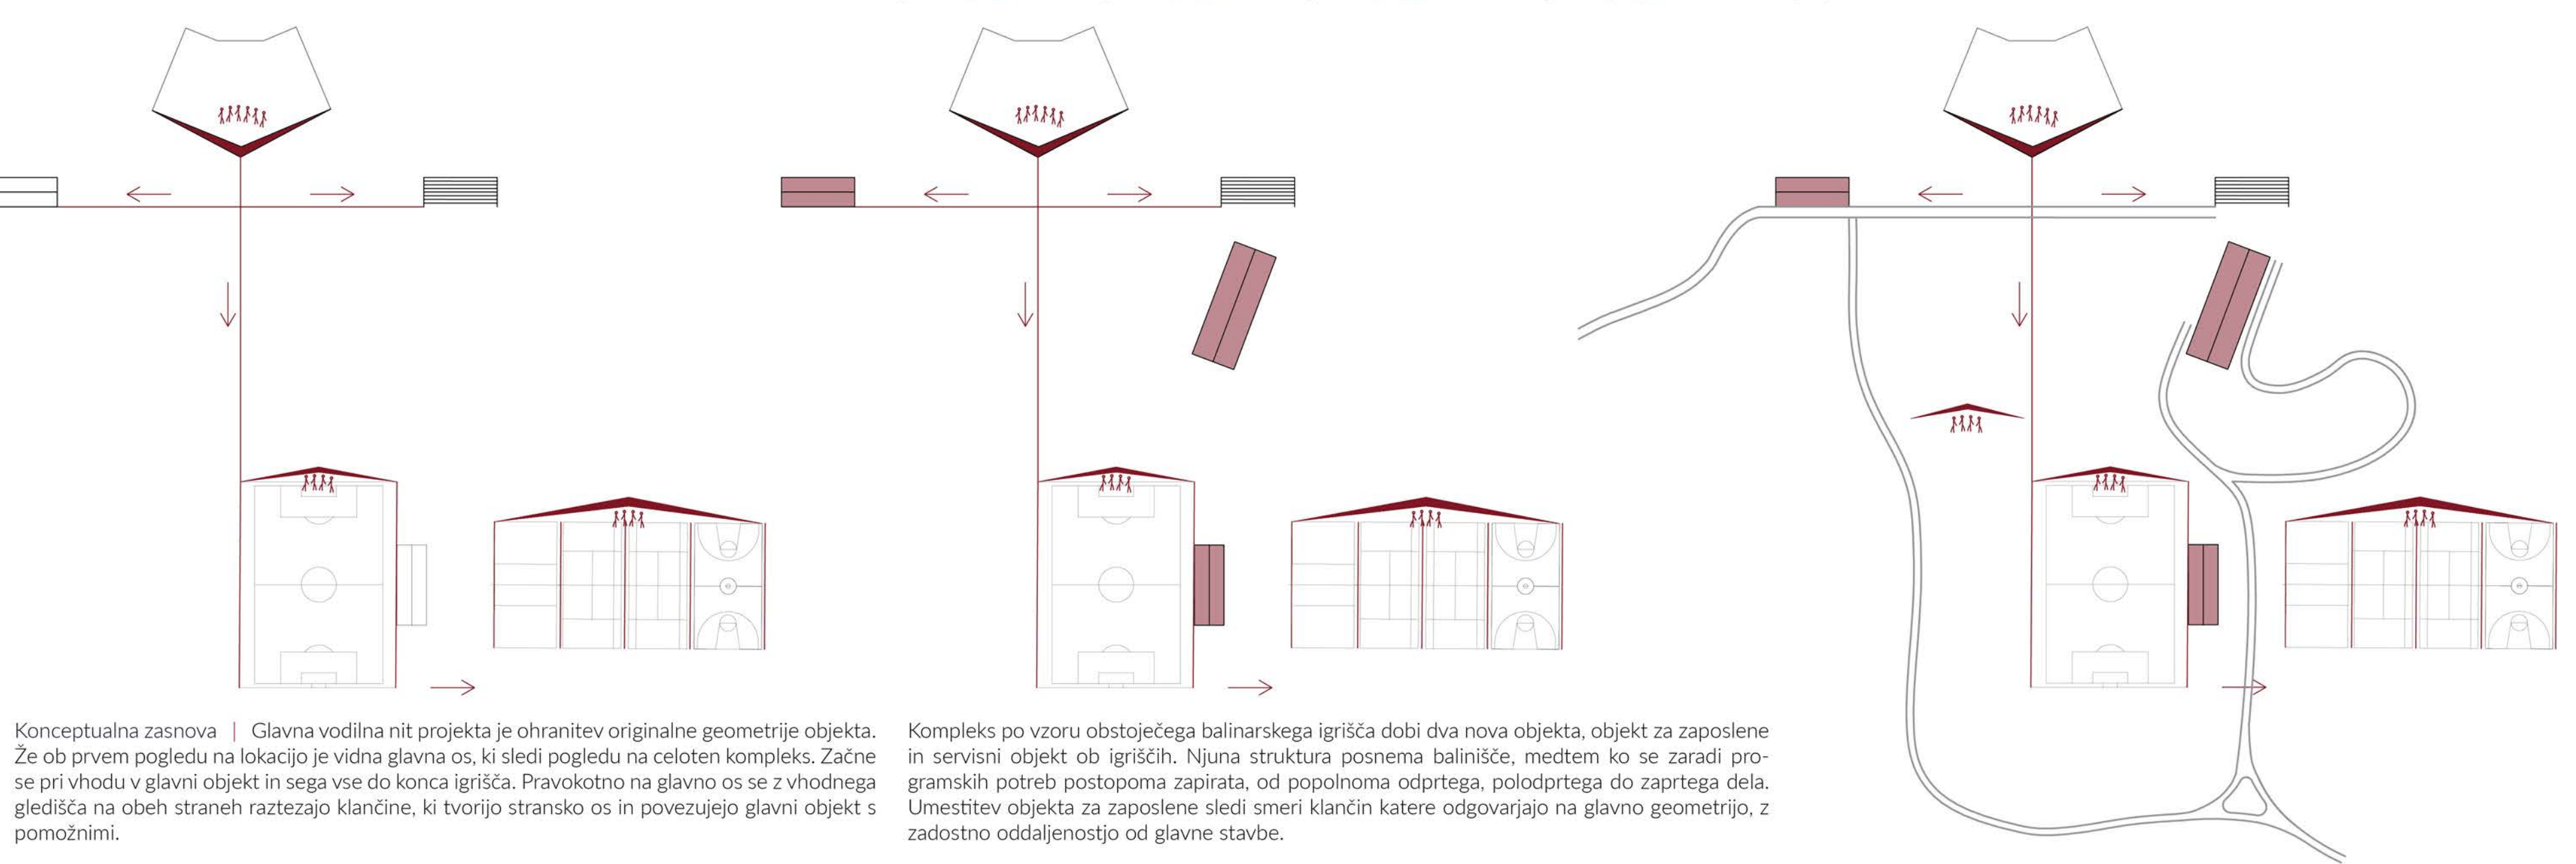 Konceptualna zasnova | Glavna vodilna nit projekta je ohranitev originalne geometrije objekta.
Že ob prvem pogledu na lokacijo je vidna glavna os, ki sledi pogledu na celoten kompleks. Začne
se pri vhodu v glavni objekt in sega vse do konca igrišča. Pravokotno na glavno os se z vhodnega
gledišča na obeh straneh raztezajo klančine, ki tvorijo stransko os in povezujejo glavni objekt s
pomožnimi.
Kompleks po vzoru obstoječega balinarskega igrišča dobi dva nova objekta, objekt za zaposlene
in servisni objekt ob igriščih. Njuna struktura posnema balinišče, medtem ko se zaradi pro-
gramskih potreb postopoma zapirata, od popolnoma odprtega, polodprtega do zaprtega dela.
Umestitev objekta za zaposlene sledi smeri klančin katere odgovarjajo na glavno geometrijo, z
zadostno oddaljenostjo od glavne stavbe.